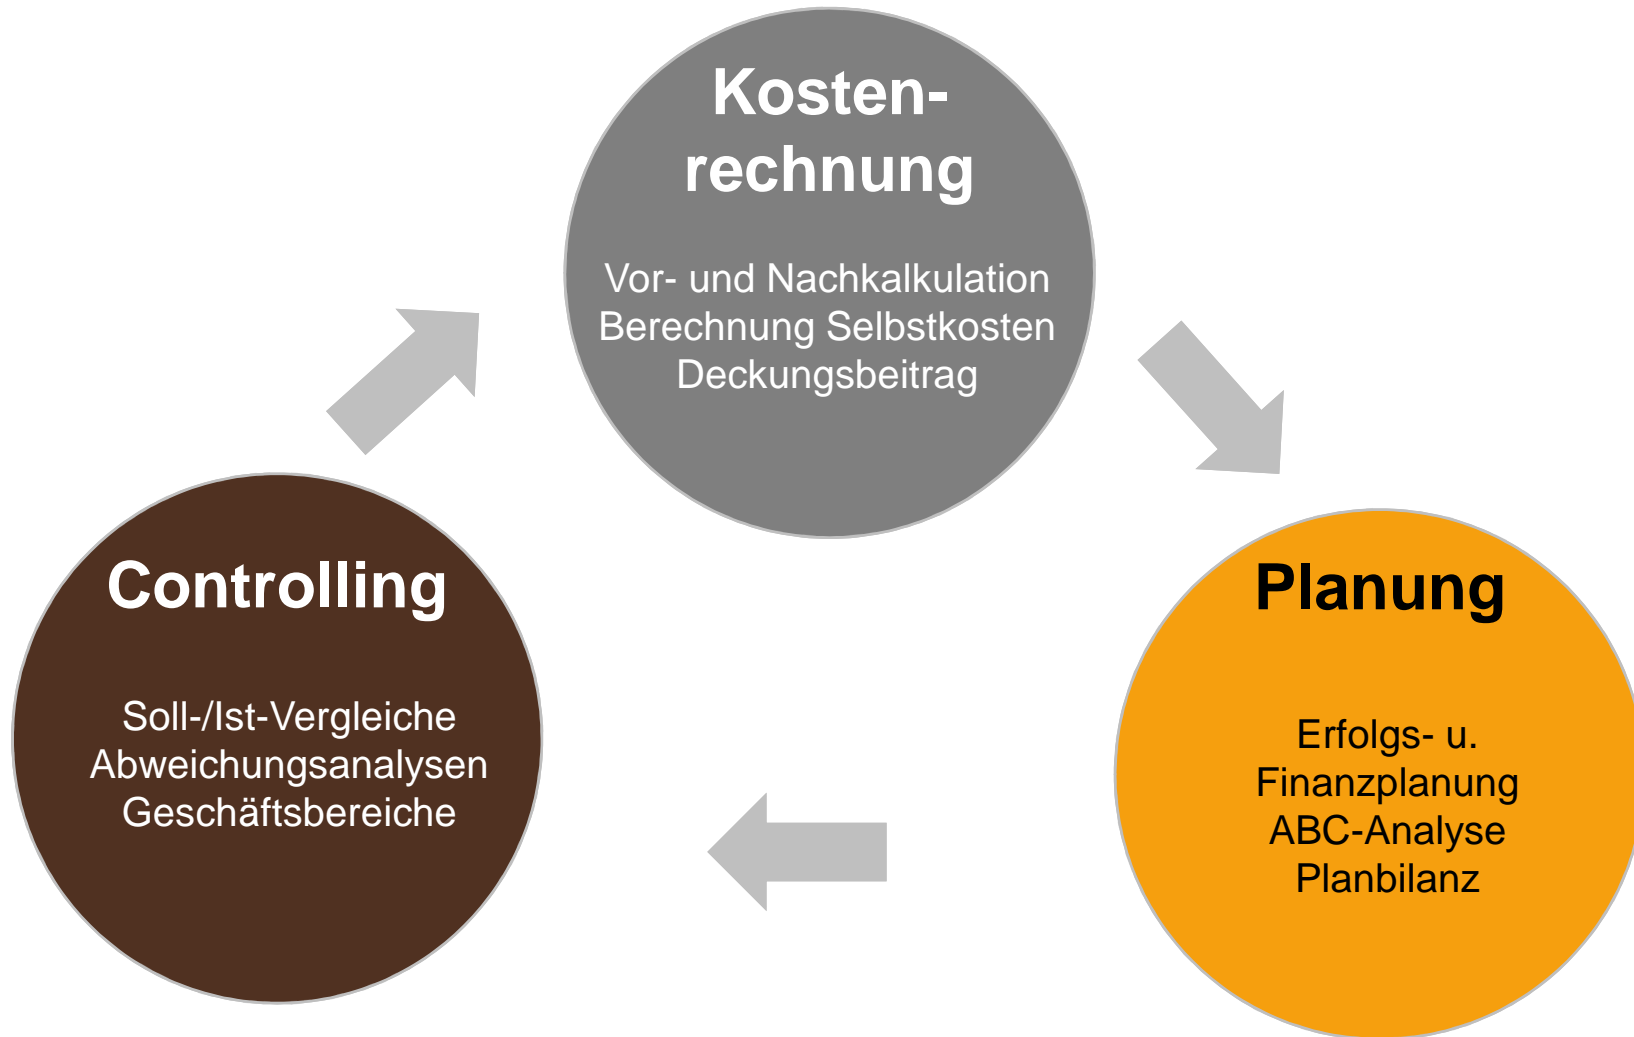 Kosten-
rechnung
Vor- und Nachkalkulation
Berechnung Selbstkosten
Deckungsbeitrag
Controlling
Soll-/Ist-Vergleiche
Abweichungsanalysen
Geschäftsbereiche
Planung
Erfolgs- u.
Finanzplanung
ABC-Analyse
Planbilanz